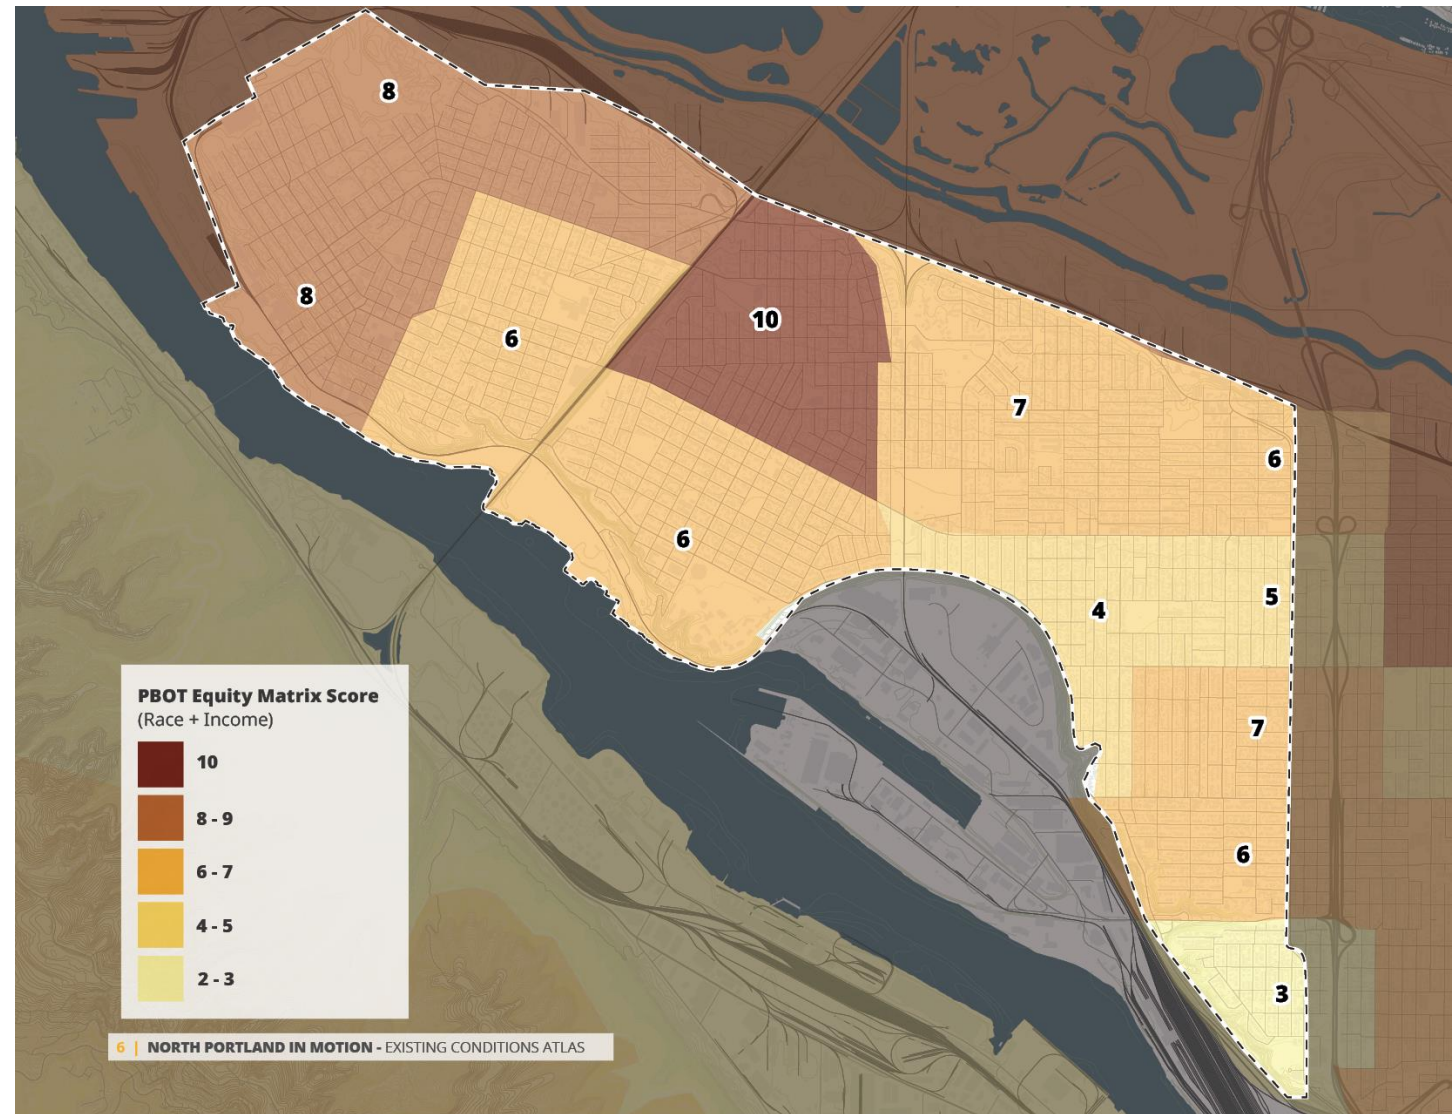 8
8
6
10
7
6
6
5
4
7
6
3
PBOT Equity Matrix Score
(Race + Income)
10
8 - 9
6 - 7
4 - 5
2 - 3
6 | NORTH PORTLAND IN MOTION - EXISTING CONDITIONS ATLAS